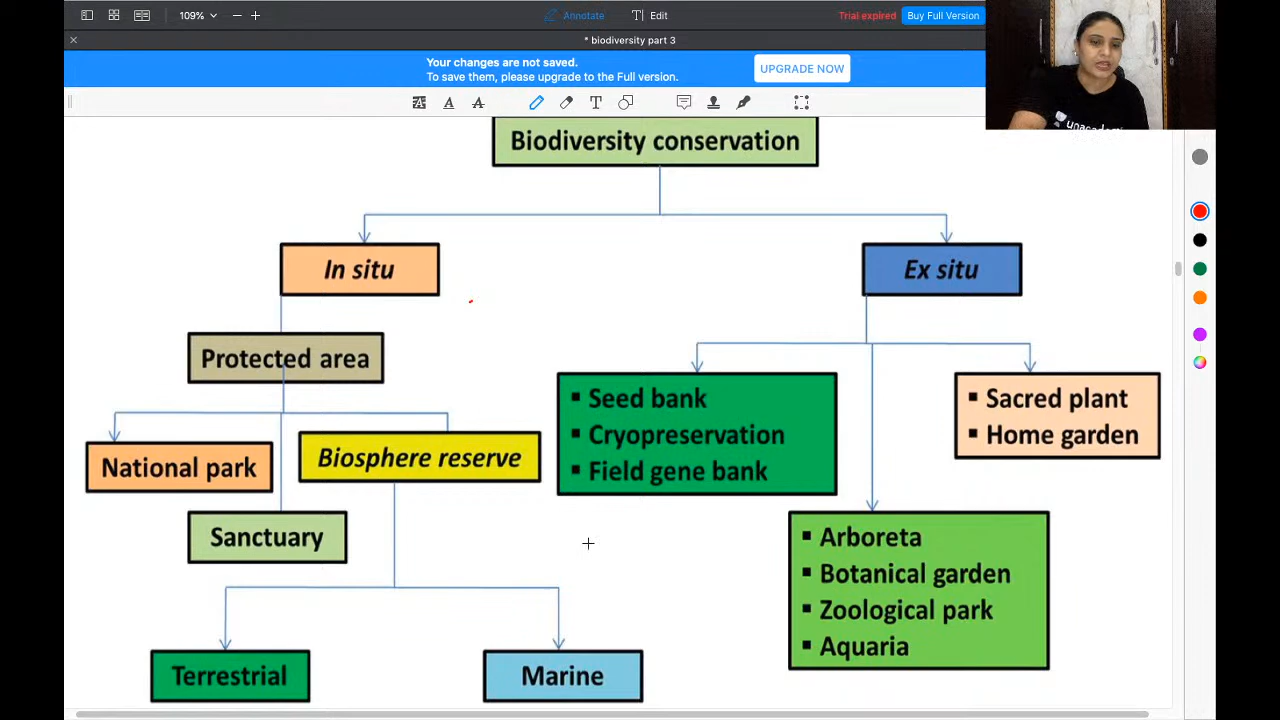 109%
Annotate
Edit
Trial expired
Buy Full Version
* biodiversity part 3
Your changes are not saved.
To save them, please upgrade to the Full version.
UPGRADE NOW
Biodiversity conservation
In situ
Ex situ
Protected area
National park
Biosphere reserve
Sanctuary
Terrestrial
Marine
▪ Seed bank
▪ Cryopreservation
▪ Field gene bank
▪ Sacred plant
▪ Home garden
▪ Arboreta
▪ Botanical garden
▪ Zoological park
▪ Aquaria